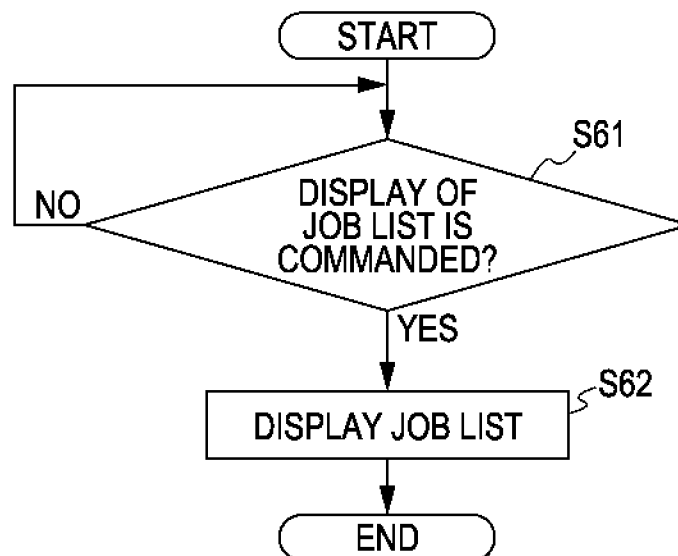 START
S61
DISPLAY OF
JOB LIST IS
COMMANDED?
NO
YES
S62
DISPLAY JOB LIST
END